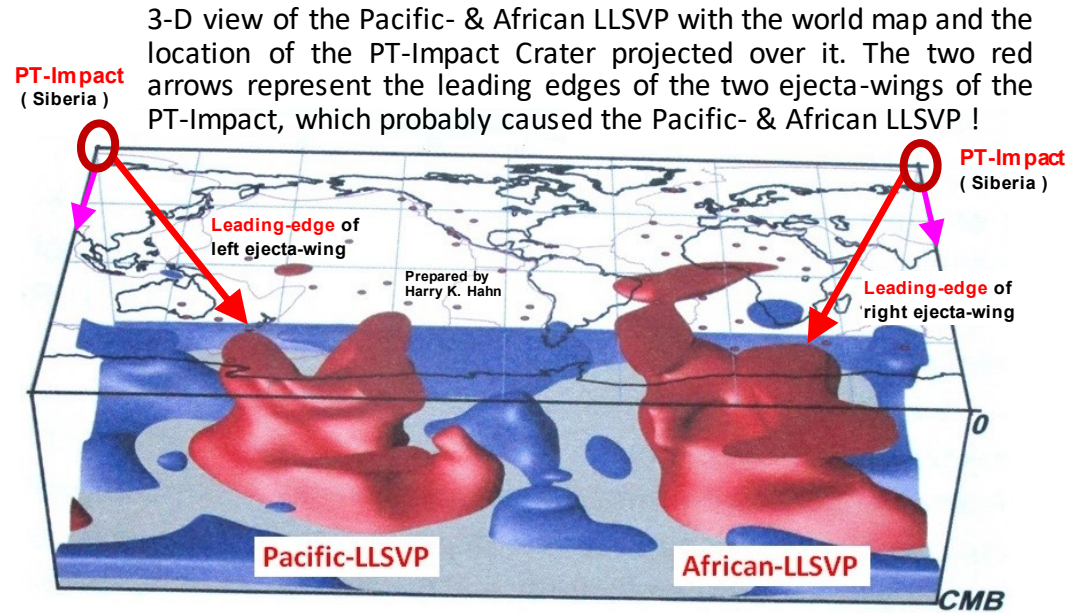 3-D view of the Pacific- & African LLSVP with the world map and the
location of the PT-Impact Crater projected over it. The two red
arrows represent the leading edges of the two ejecta-wings of the
PT-Impact, which probably caused the Pacific- & African LLSVP !
PT-Impact
( Siberia )
PT-Impact
( Siberia )
Leading-edge of
left ejecta-wing
Prepared by
Harry K. Hahn
Leading-edge of
right ejecta-wing
0
Pacific-LLSVP
African-LLSVP
CMB